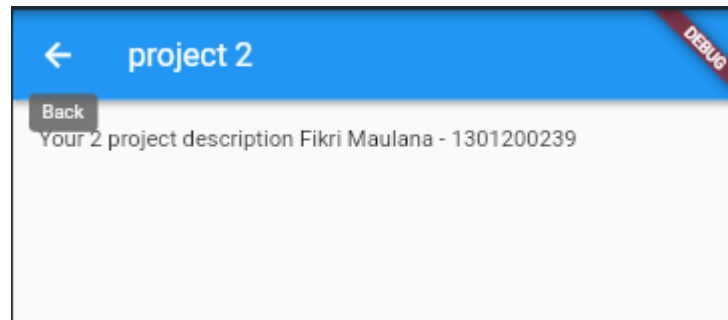 project 2
DEBUG
Back
Your 2 project description Fikri Maulana - 1301200239